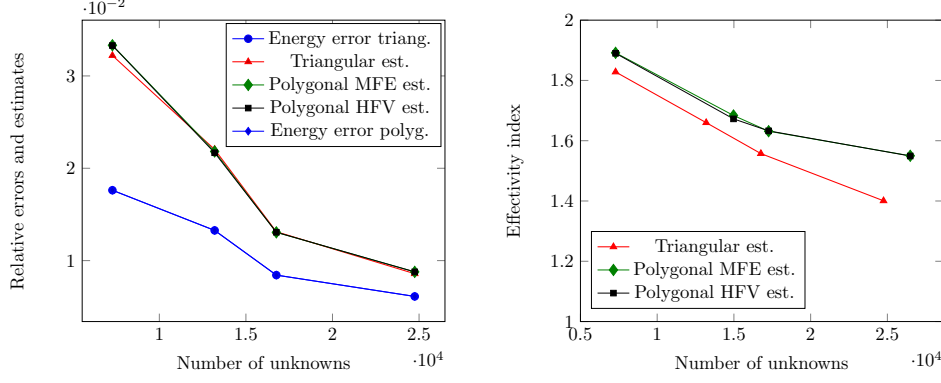 ·10⁻²
Relative errors and estimates
3
2
1
Energy error triang.
Triangular est.
Polygonal MFE est.
Polygonal HFV est.
Energy error polyg.
1 1.5 2 2.5
·10⁴
Number of unknowns
Effectivity index
2
1.8
1.6
1.4
1.2
1
Triangular est.
Polygonal MFE est.
Polygonal HFV est.
0.5 1 1.5 2 2.5
·10⁴
Number of unknowns